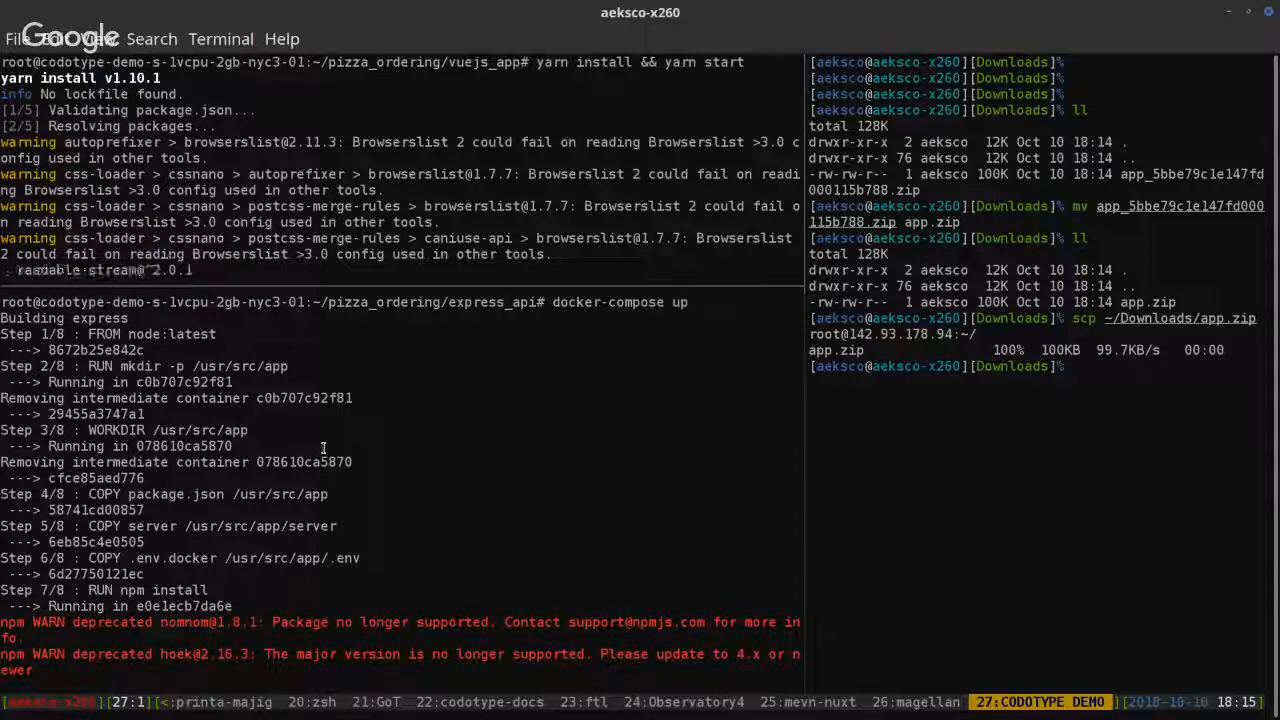 aeksco-x260
Google
File Edit View Search Terminal Help
root@codotype-demo-s-1vcpu-2gb-nyc3-01:~/pizza_ordering/vuejs_app# yarn install && yarn start
yarn install v1.10.1
info No lockfile found.
[1/5] Validating package.json...
[2/5] Resolving packages...
warning autoprefixer > browserslist@2.11.3: Browserslist 2 could fail on reading Browserslist >3.0 c
onfig used in other tools.
warning css-loader > cssnano > autoprefixer > browserslist@1.7.7: Browserslist 2 could fail on readi
ng Browserslist >3.0 config used in other tools.
warning css-loader > cssnano > postcss-merge-rules > browserslist@1.7.7: Browserslist 2 could fail o
n reading Browserslist >3.0 config used in other tools.
warning css-loader > cssnano > postcss-merge-rules > caniuse-api > browserslist@1.7.7: Browserslist
2 could fail on reading Browserslist >3.0 config used in other tools.
readable-stream@^2.0.1
root@codotype-demo-s-1vcpu-2gb-nyc3-01:~/pizza_ordering/express_api# docker-compose up
Building express
Step 1/8 : FROM node:latest
---> 8672b25e842c
Step 2/8 : RUN mkdir -p /usr/src/app
---> Running in c0b707c92f81
Removing intermediate container c0b707c92f81
---> 29455a3747a1
Step 3/8 : WORKDIR /usr/src/app
---> Running in 078610ca5870
Removing intermediate container 078610ca5870
---> cfce85aed776
Step 4/8 : COPY package.json /usr/src/app
---> 58741cd00857
Step 5/8 : COPY server /usr/src/app/server
---> 6eb85c4e0505
Step 6/8 : COPY .env.docker /usr/src/app/.env
---> 6d27750121ec
Step 7/8 : RUN npm install
---> Running in e0e1ecb7da6e
npm WARN deprecated nomnom@1.8.1: Package no longer supported. Contact support@npmjs.com for more in
fo.
npm WARN deprecated hoek@2.16.3: The major version is no longer supported. Please update to 4.x or n
ewer
[aeksco@aeksco-x260][Downloads]%
[aeksco@aeksco-x260][Downloads]%
[aeksco@aeksco-x260][Downloads]%
[aeksco@aeksco-x260][Downloads]% ll
total 128K
drwxr-xr-x 2 aeksco 12K Oct 10 18:14 .
drwxr-xr-x 76 aeksco 12K Oct 10 18:14 ..
-rw-rw-r-- 1 aeksco 100K Oct 10 18:14 app_5bbe79c1e147fd
000115b788.zip
[aeksco@aeksco-x260][Downloads]% mv app_5bbe79c1e147fd000
115b788.zip app.zip
[aeksco@aeksco-x260][Downloads]% ll
total 128K
drwxr-xr-x 2 aeksco 12K Oct 10 18:14 .
drwxr-xr-x 76 aeksco 12K Oct 10 18:14 ..
-rw-rw-r-- 1 aeksco 100K Oct 10 18:14 app.zip
[aeksco@aeksco-x260][Downloads]% scp ~/Downloads/app.zip
root@142.93.178.94:~/
app.zip 100% 100KB 99.7KB/s 00:00
[aeksco@aeksco-x260][Downloads]%
[aeksco-x260][27:1][<:printa-majig 20:zsh 21:GoT 22:codotype-docs 23:ftl 24:Observatory4 25:mevn-nuxt 26:magellan 27:CODOTYPE DEMO ][2018-10-10 18:15]